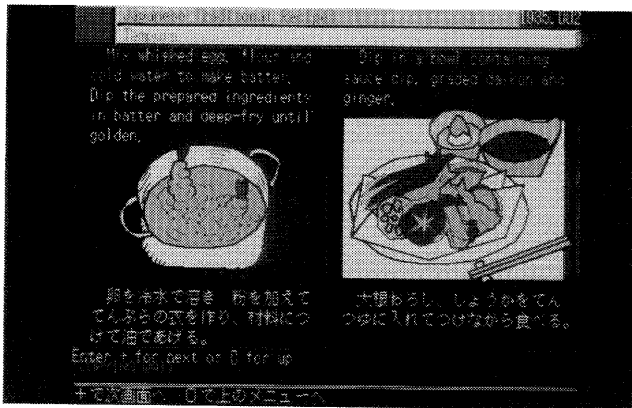 Japanese Traditional Recipe
Tempura
Mix whisked egg, flour and
cold water to make batter.
Dip the prepared ingredients
in batter and deep-fry until
golden.
Dip in a bowl containing
sauce dip, graded daikon and
ginger.
卵を冷水で溶き 粉を加えて
てんぷらの衣を作り、材料につ
けて油であげる。
大根おろし、しょうがをてん
つゆに入れてつけながら食べる。
Enter + for next or 0 for up
+で次画面へ 0で上のメニューへ